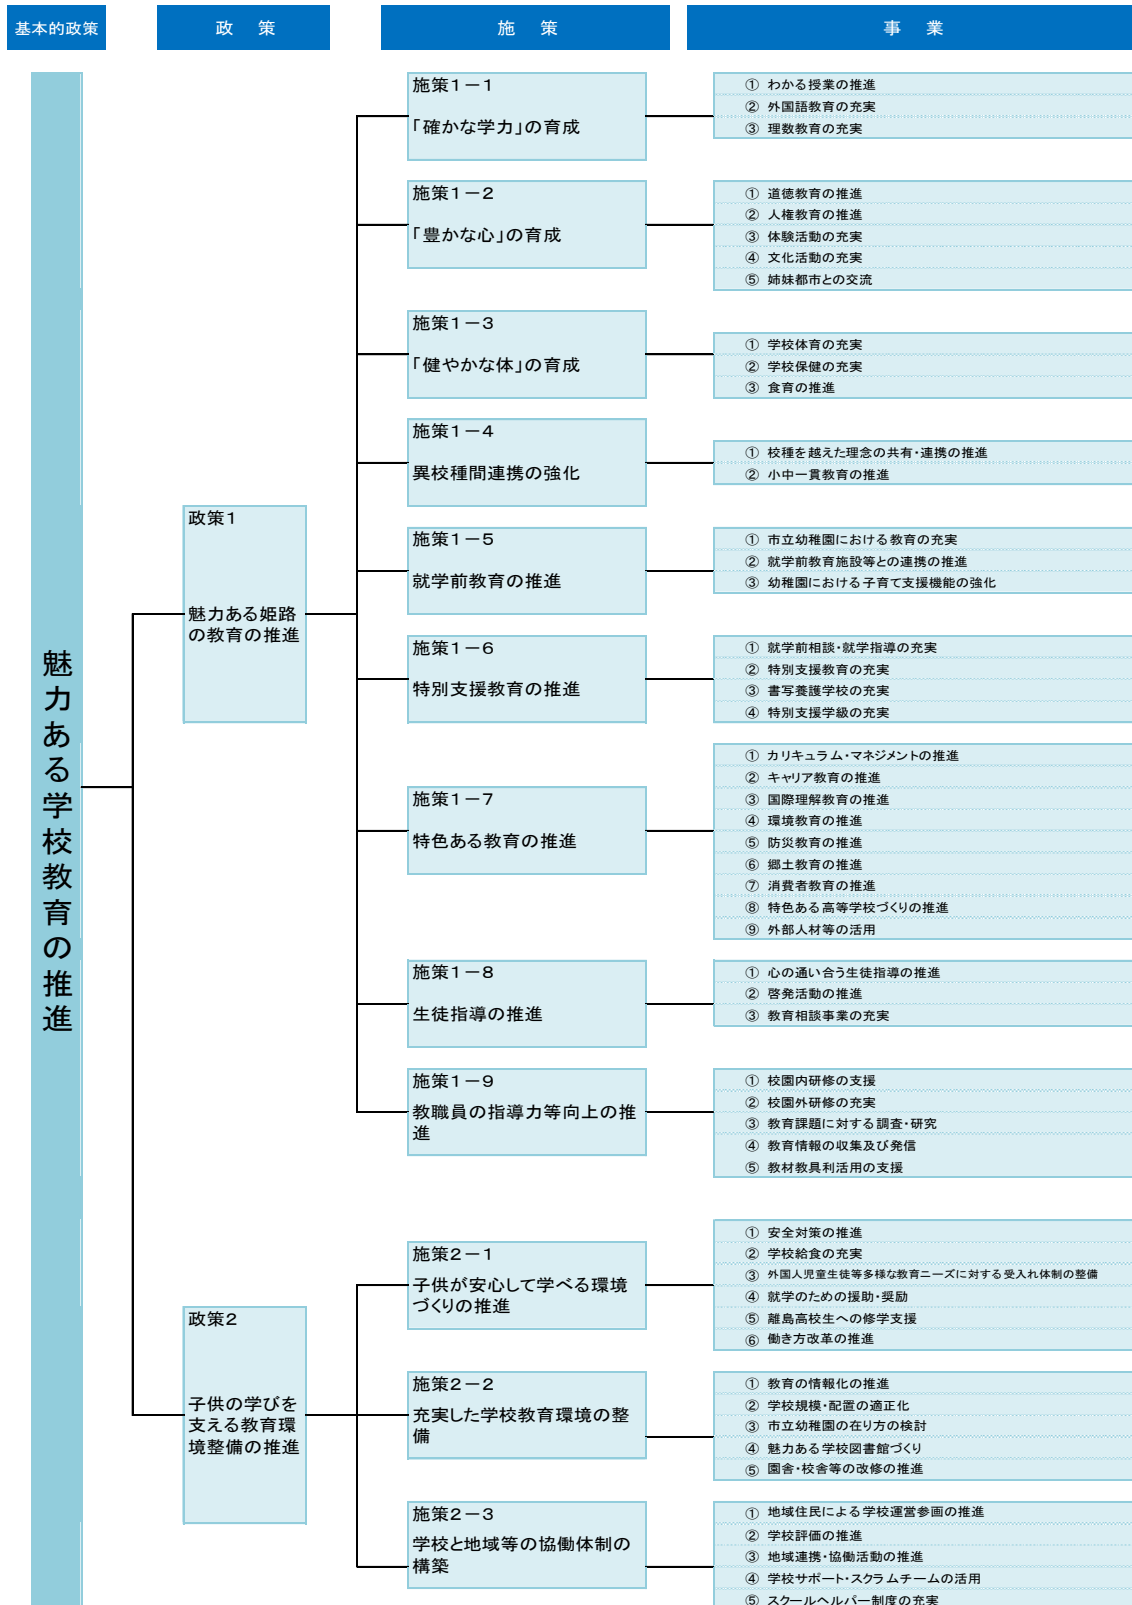 基本的政策
政　策
施　策
事　業
魅力ある学校教育の推進
政策1
魅力ある姫路
の教育の推進
施策1－1
「確かな学力」の育成
① わかる授業の推進
② 外国語教育の充実
③ 理数教育の充実
施策1－2
「豊かな心」の育成
① 道徳教育の推進
② 人権教育の推進
③ 体験活動の充実
④ 文化活動の充実
⑤ 姉妹都市との交流
施策1－3
「健やかな体」の育成
① 学校体育の充実
② 学校保健の充実
③ 食育の推進
施策1－4
異校種間連携の強化
① 校種を越えた理念の共有・連携の推進
② 小中一貫教育の推進
施策1－5
就学前教育の推進
① 市立幼稚園における教育の充実
② 就学前教育施設等との連携の推進
③ 幼稚園における子育て支援機能の強化
施策1－6
特別支援教育の推進
① 就学前相談・就学指導の充実
② 特別支援教育の充実
③ 書写養護学校の充実
④ 特別支援学級の充実
施策1－7
特色ある教育の推進
① カリキュラム・マネジメントの推進
② キャリア教育の推進
③ 国際理解教育の推進
④ 環境教育の推進
⑤ 防災教育の推進
⑥ 郷土教育の推進
⑦ 消費者教育の推進
⑧ 特色ある高等学校づくりの推進
⑨ 外部人材等の活用
施策1－8
生徒指導の推進
① 心の通い合う生徒指導の推進
② 啓発活動の推進
③ 教育相談事業の充実
施策1－9
教職員の指導力等向上の推
進
① 校園内研修の支援
② 校園外研修の充実
③ 教育課題に対する調査・研究
④ 教育情報の収集及び発信
⑤ 教材教具利活用の支援
政策2
子供の学びを
支える教育環
境整備の推進
施策2－1
子供が安心して学べる環境
づくりの推進
① 安全対策の推進
② 学校給食の充実
③ 外国人児童生徒等多様な教育ニーズに対する受入れ体制の整備
④ 就学のための援助・奨励
⑤ 離島高校生への修学支援
⑥ 働き方改革の推進
施策2－2
充実した学校教育環境の整
備
① 教育の情報化の推進
② 学校規模・配置の適正化
③ 市立幼稚園の在り方の検討
④ 魅力ある学校図書館づくり
⑤ 園舎・校舎等の改修の推進
施策2－3
学校と地域等の協働体制の
構築
① 地域住民による学校運営参画の推進
② 学校評価の推進
③ 地域連携・協働活動の推進
④ 学校サポート・スクラムチームの活用
⑤ スクールヘルパー制度の充実